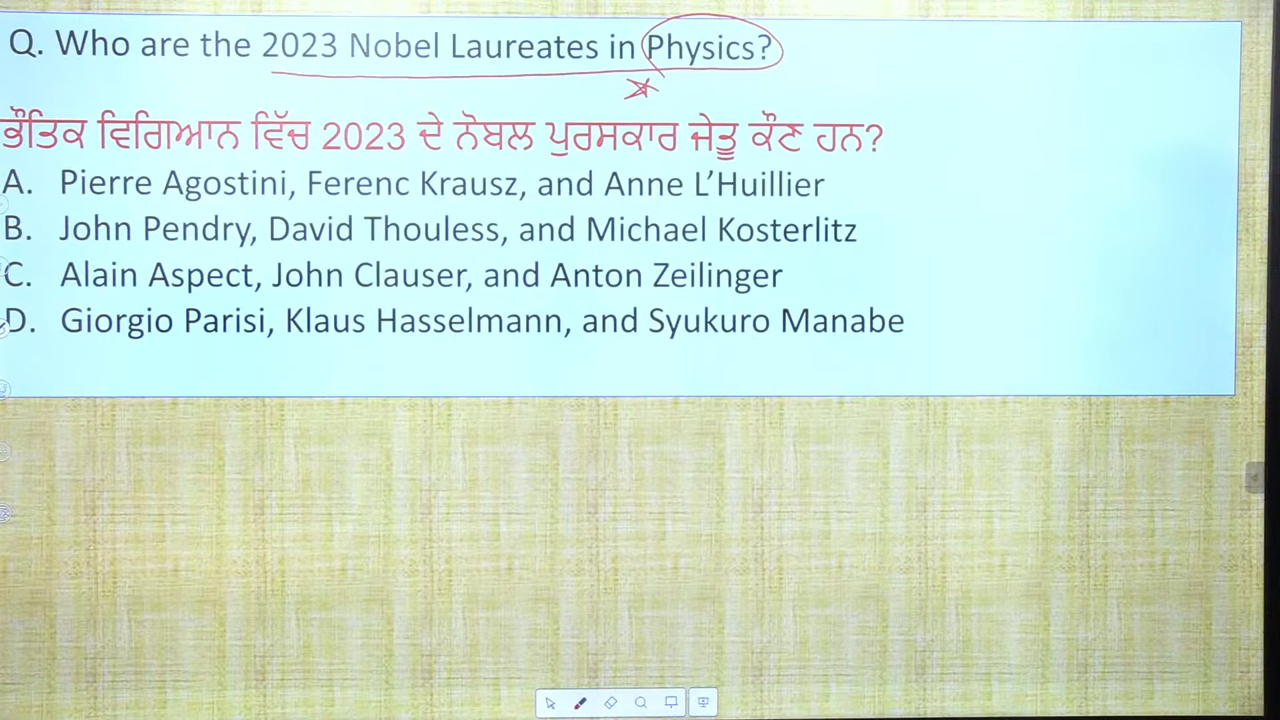 Q. Who are the 2023 Nobel Laureates in Physics?
ਭੌਤਿਕ ਵਿਗਿਆਨ ਵਿੱਚ 2023 ਦੇ ਨੋਬਲ ਪੁਰਸਕਾਰ ਜੇਤੂ ਕੌਣ ਹਨ?
A. Pierre Agostini, Ferenc Krausz, and Anne L’Huillier
B. John Pendry, David Thouless, and Michael Kosterlitz
C. Alain Aspect, John Clauser, and Anton Zeilinger
D. Giorgio Parisi, Klaus Hasselmann, and Syukuro Manabe